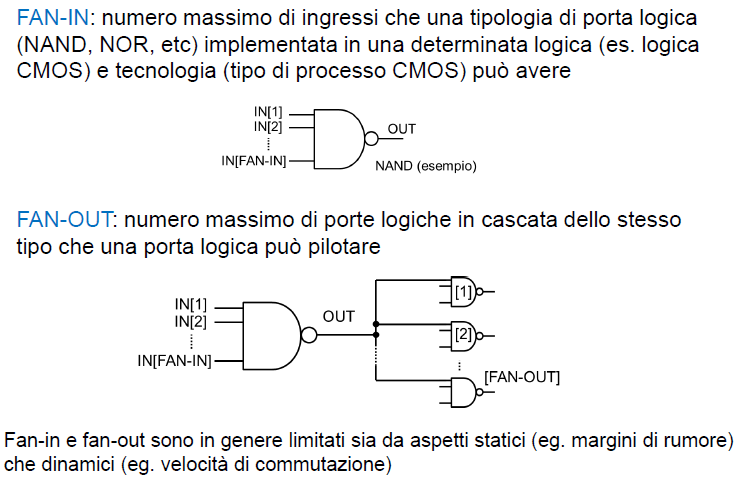 FAN-IN: numero massimo di ingressi che una tipologia di porta logica
(NAND, NOR, etc) implementata in una determinata logica (es. logica
CMOS) e tecnologia (tipo di processo CMOS) può avere
IN[1]
IN[2]
IN[FAN-IN]
OUT
NAND (esempio)
FAN-OUT: numero massimo di porte logiche in cascata dello stesso
tipo che una porta logica può pilotare
IN[1]
IN[2]
IN[FAN-IN]
OUT
[1]
[2]
[FAN-OUT]
Fan-in e fan-out sono in genere limitati sia da aspetti statici (eg. margini di rumore)
che dinamici (eg. velocità di commutazione)